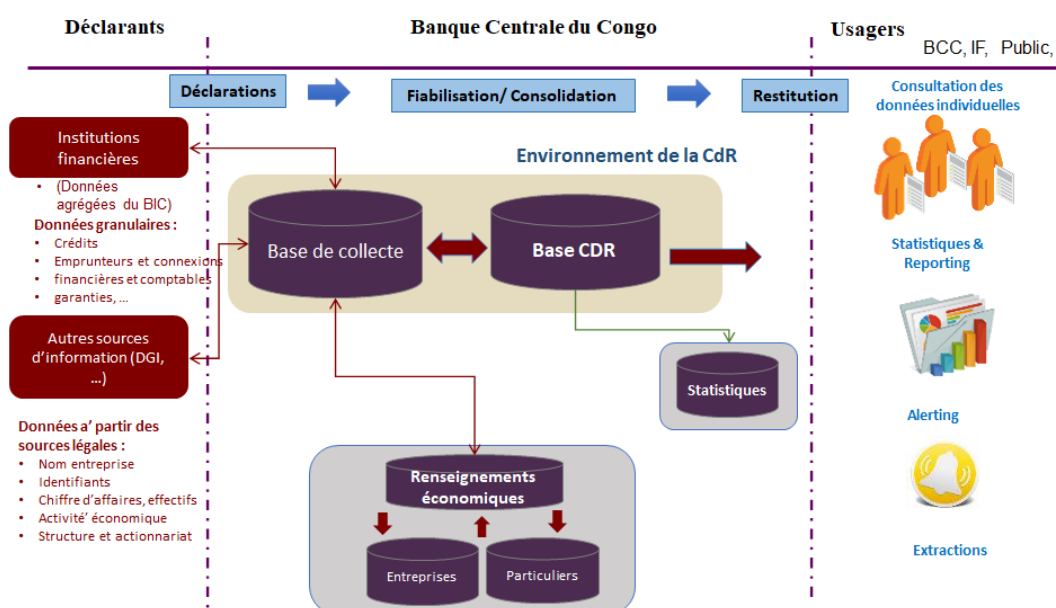 Déclarants
Banque Centrale du Congo
Usagers
BCC, IF, Public,
Déclarations
Fiabilisation/ Consolidation
Restitution
Consultation des
données individuelles
Institutions
financières
• (Données
agrégées du BIC)
Données granulaires :
• Crédits
• Emprunteurs et connexions
• financières et comptables
• garanties, ...
Autres sources
d'information (DGI,
...)
Données a' partir des
sources légales :
• Nom entreprise
• Identifiants
• Chiffre d'affaires, effectifs
• Activité' économique
• Structure et actionnariat
Environnement de la CdR
Base de collecte
Base CDR
Statistiques
Renseignements
économiques
Entreprises
Particuliers
Statistiques &
Reporting
Alerting
Extractions